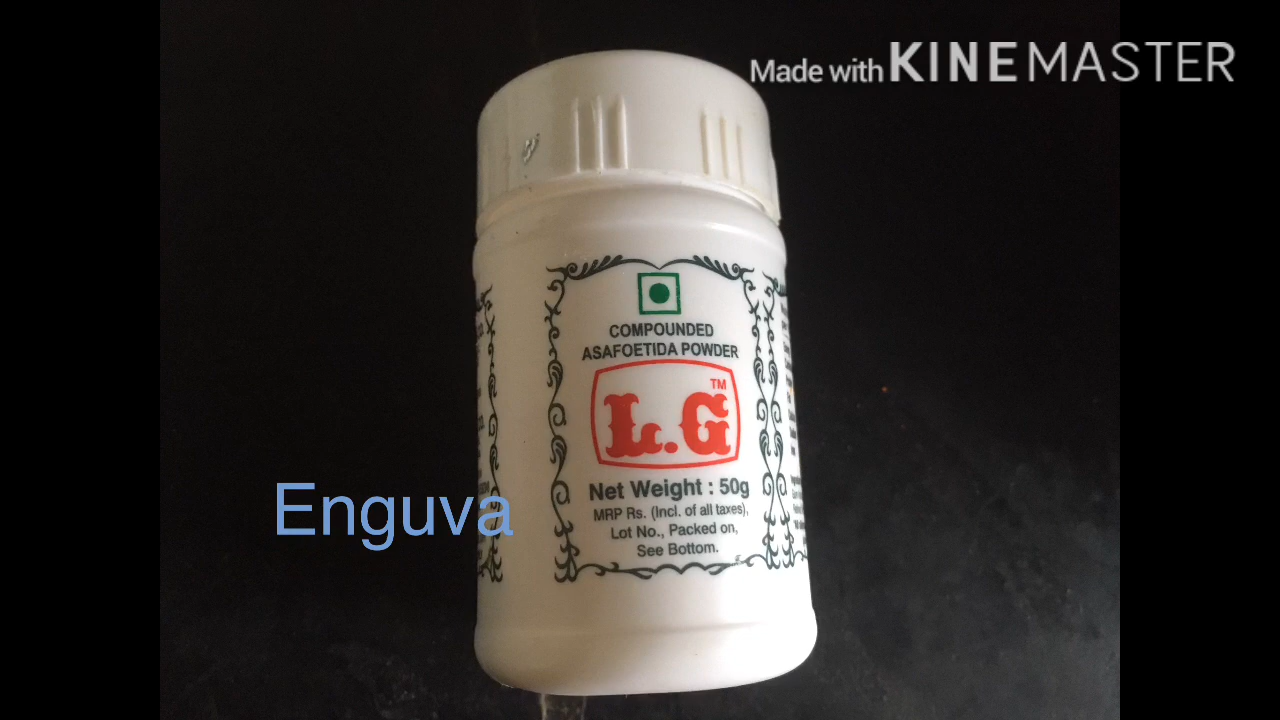 Made with KINEMASTER
COMPOUNDED
ASAFOETIDA POWDER
L.G™
Net Weight : 50g
MRP Rs. (Incl. of all taxes),
Lot No., Packed on,
See Bottom.
Enguva